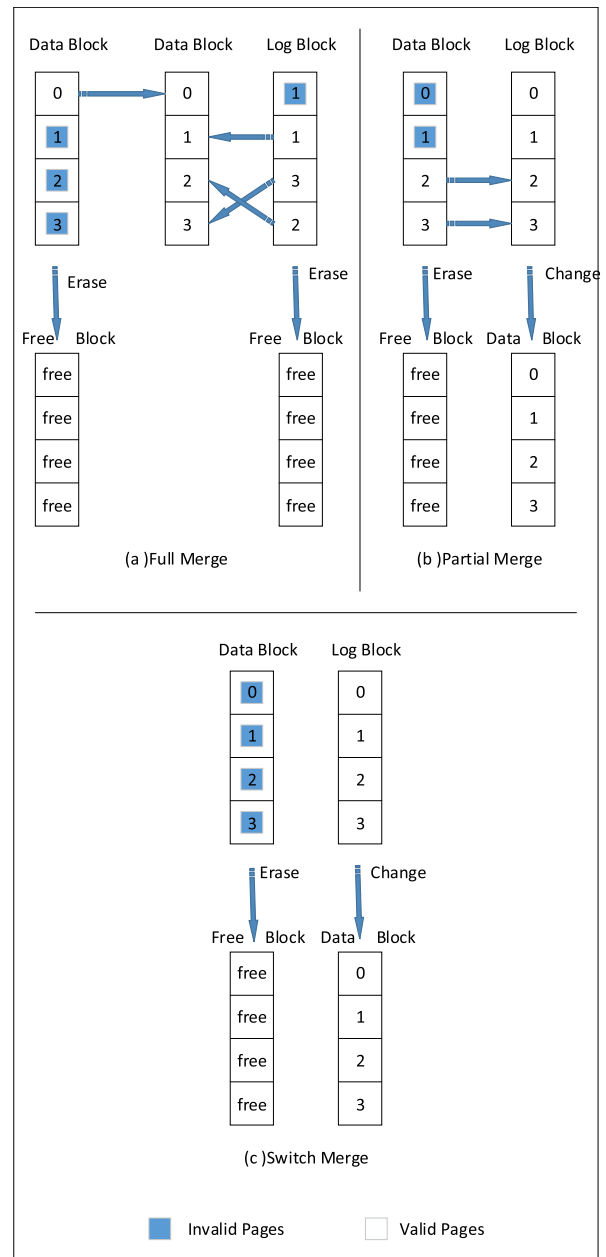 Data Block Data Block Log Block
0 0 1
1 1 1
2 2 3
3 3 2
Erase Erase
Free Block Free Block
free free
free free
free free
free free
(a )Full Merge
Data Block Log Block
0 0
1 1
2 2
3 3
Erase Change
Free Block Data Block
free 0
free 1
free 2
free 3
(b )Partial Merge
Data Block Log Block
0 0
1 1
2 2
3 3
Erase Change
Free Block Data Block
free 0
free 1
free 2
free 3
(c )Switch Merge
Invalid Pages Valid Pages